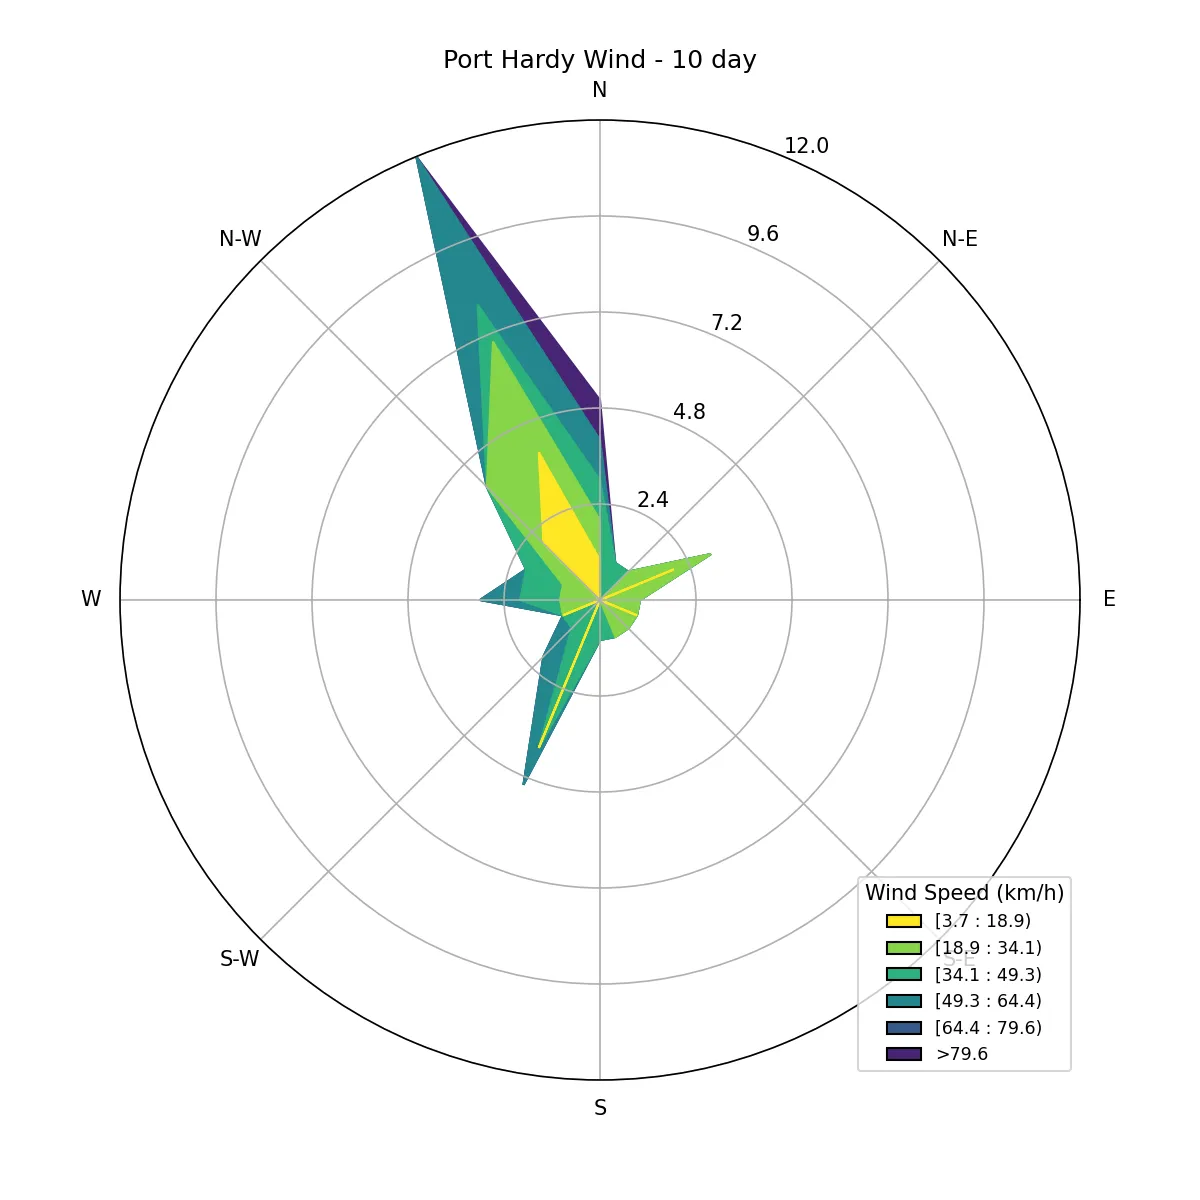 Port Hardy Wind - 10 day
N
12.0
N-W
9.6
N-E
7.2
4.8
2.4
W
E
Wind Speed (km/h)
[3.7 : 18.9)
[18.9 : 34.1)
S-W
S-E
[34.1 : 49.3)
[49.3 : 64.4)
[64.4 : 79.6)
>79.6
S